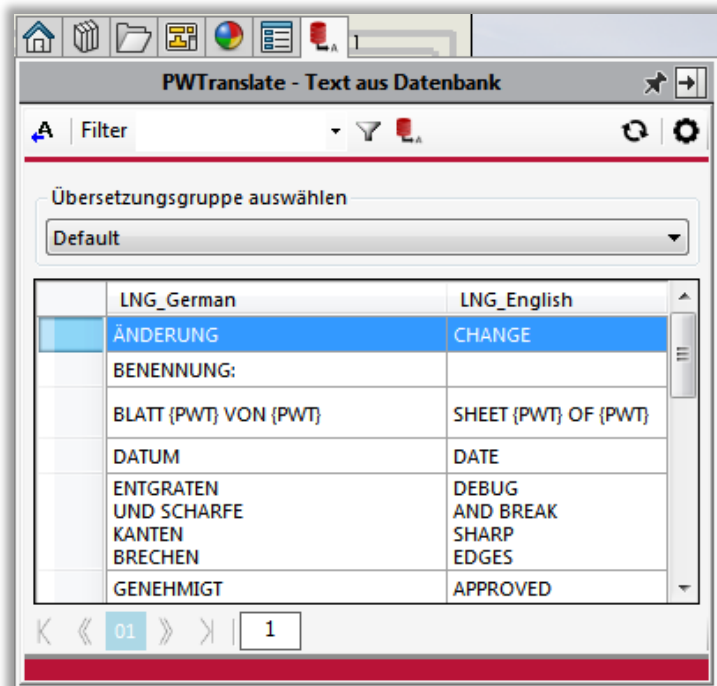 1
PWTranslate - Text aus Datenbank
A Filter A
Übersetzungsgruppe auswählen
Default
LNG_German LNG_English
ÄNDERUNG CHANGE
BENENNUNG:
BLATT {PWT} VON {PWT} SHEET {PWT} OF {PWT}
DATUM DATE
ENTGRATEN DEBUG
UND SCHARFE AND BREAK
KANTEN SHARP
BRECHEN EDGES
GENEHMIGT APPROVED
01 1